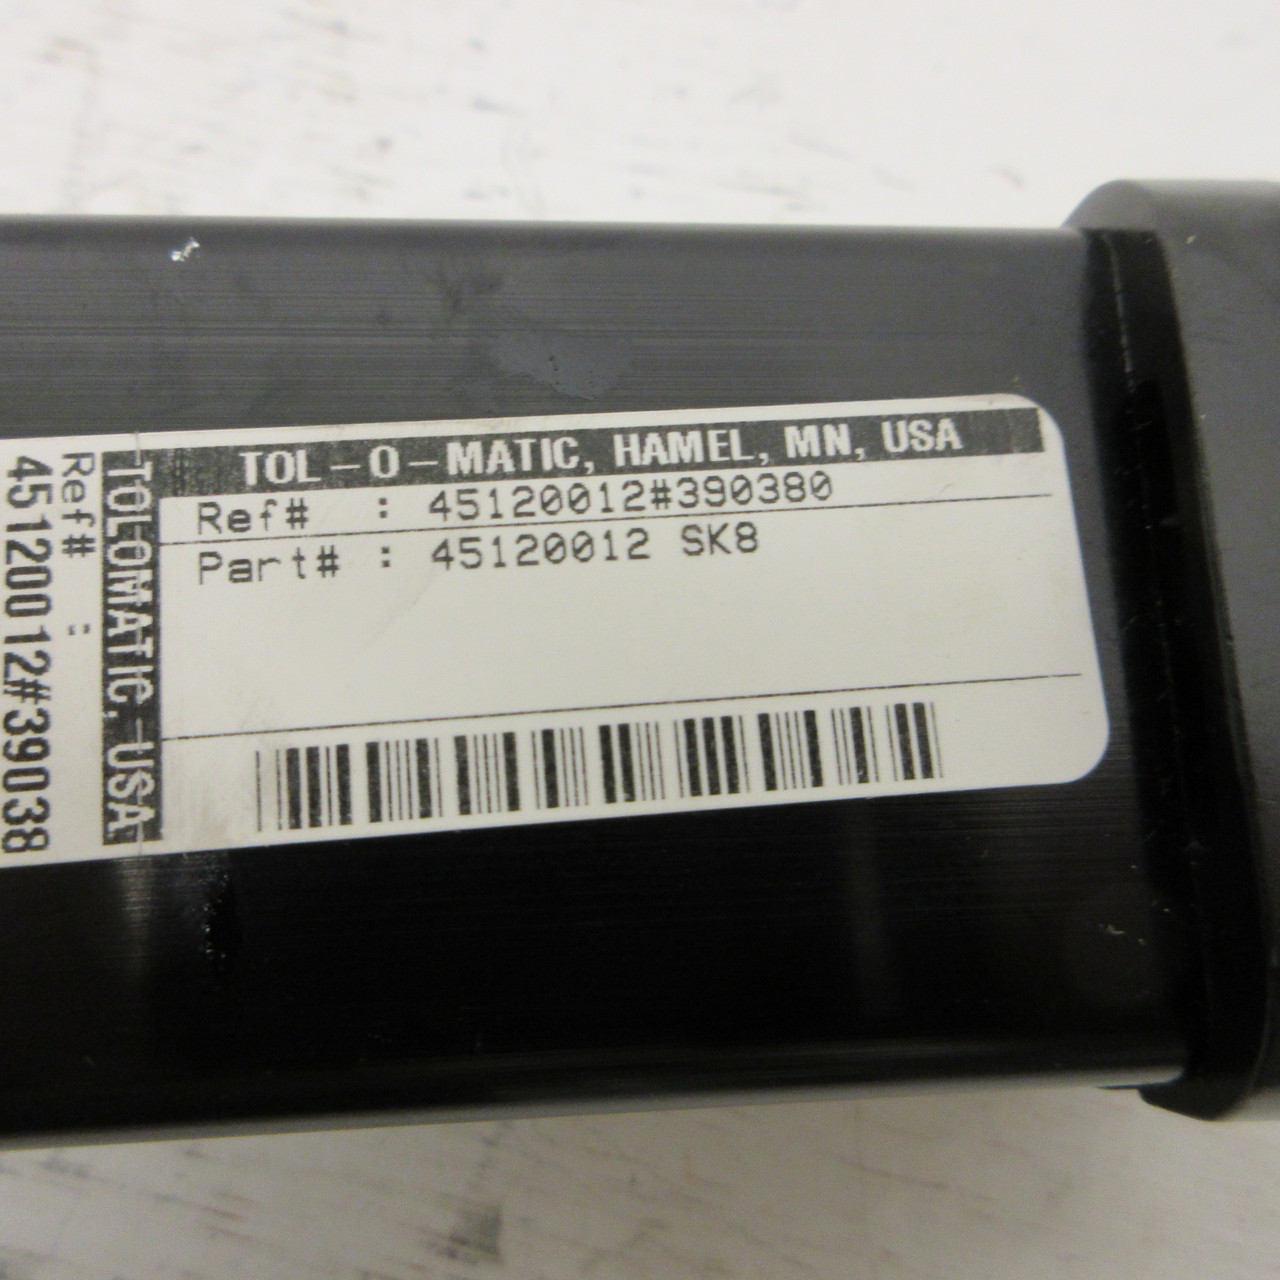 TOL-O-MATIC, HAMEL, MN, USA
Ref# : 45120012#390380
Part# : 45120012 SK8
TOLOMATIC, USA
Ref# :
45120012#39038